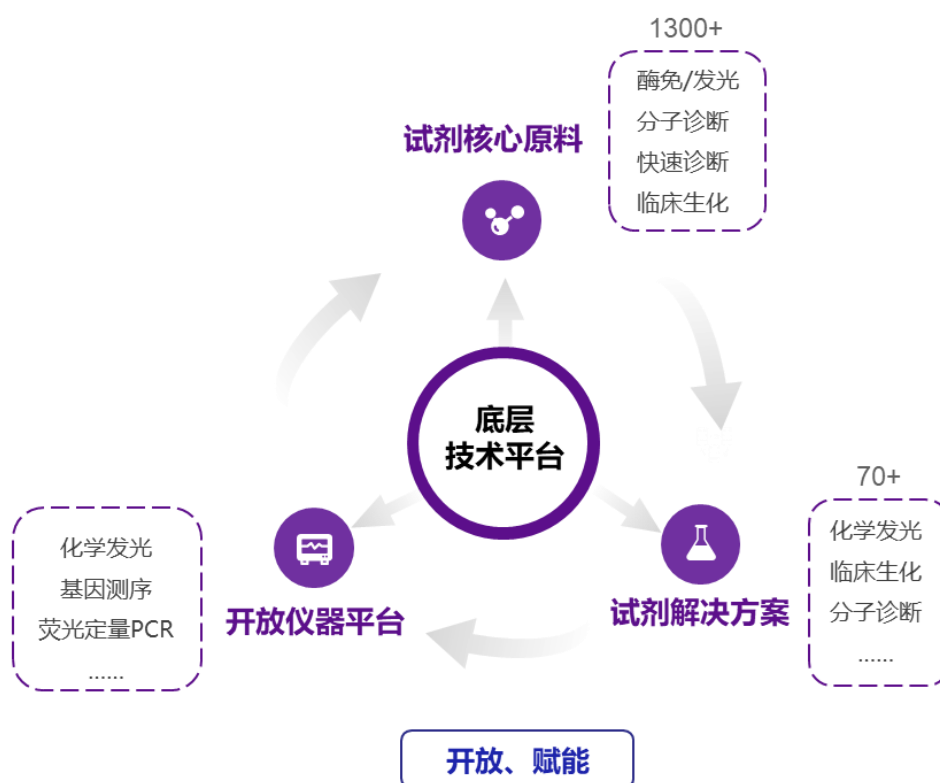 1300+
酶免/发光
分子诊断
快速诊断
临床生化
试剂核心原料
底层
技术平台
70+
化学发光
临床生化
分子诊断
……
试剂解决方案
化学发光
基因测序
荧光定量PCR
……
开放仪器平台
开放、赋能